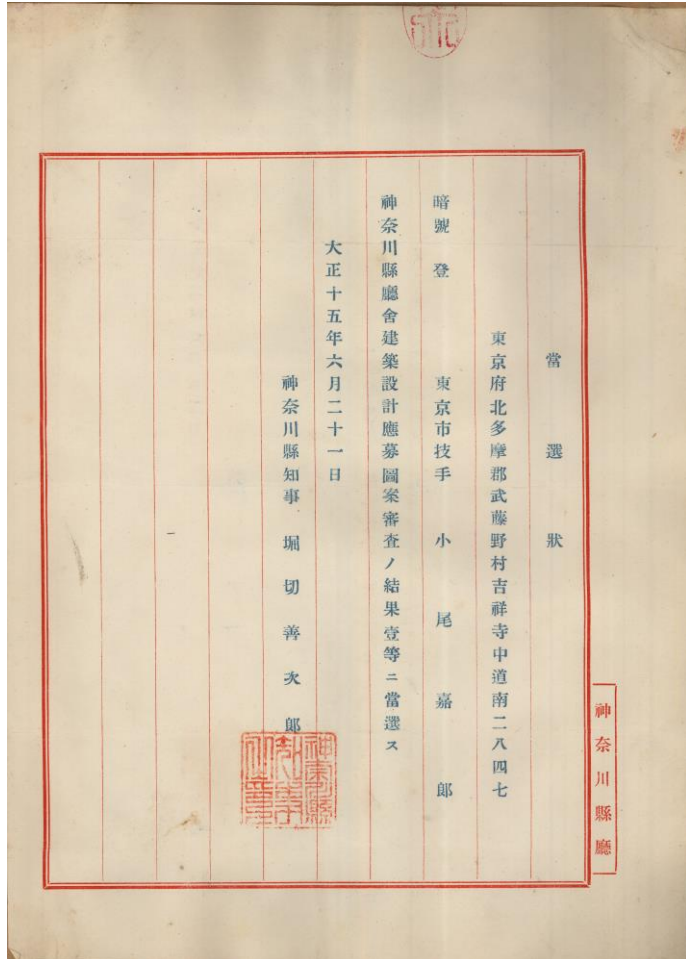 當選狀
東京府北多摩郡武藤野村吉祥寺中道南二八四七
暗號 登 東京市技手 小尾嘉郎
神奈川縣廳舍建築設計應募圖案審査ノ結果壹等ニ當選ス
大正十五年六月二十一日
神奈川縣知事 堀切善次郎
神奈川縣廳